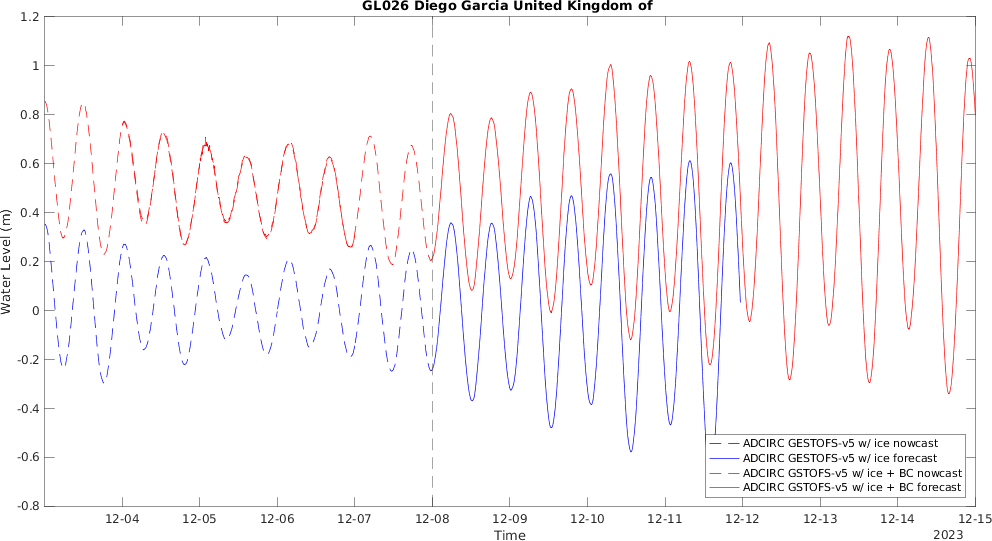 GL026 Diego Garcia United Kingdom of
1.2
1
0.8
0.6
0.4
0.2
0
-0.2
-0.4
-0.6
-0.8
Water Level (m)
ADCIRC GESTOFS-v5 w/ ice nowcast
ADCIRC GESTOFS-v5 w/ ice forecast
ADCIRC GSTOFS-v5 w/ ice + BC nowcast
ADCIRC GSTOFS-v5 w/ ice + BC forecast
12-04 12-05 12-06 12-07 12-08 12-09 12-10 12-11 12-12 12-13 12-14 12-15
Time
2023